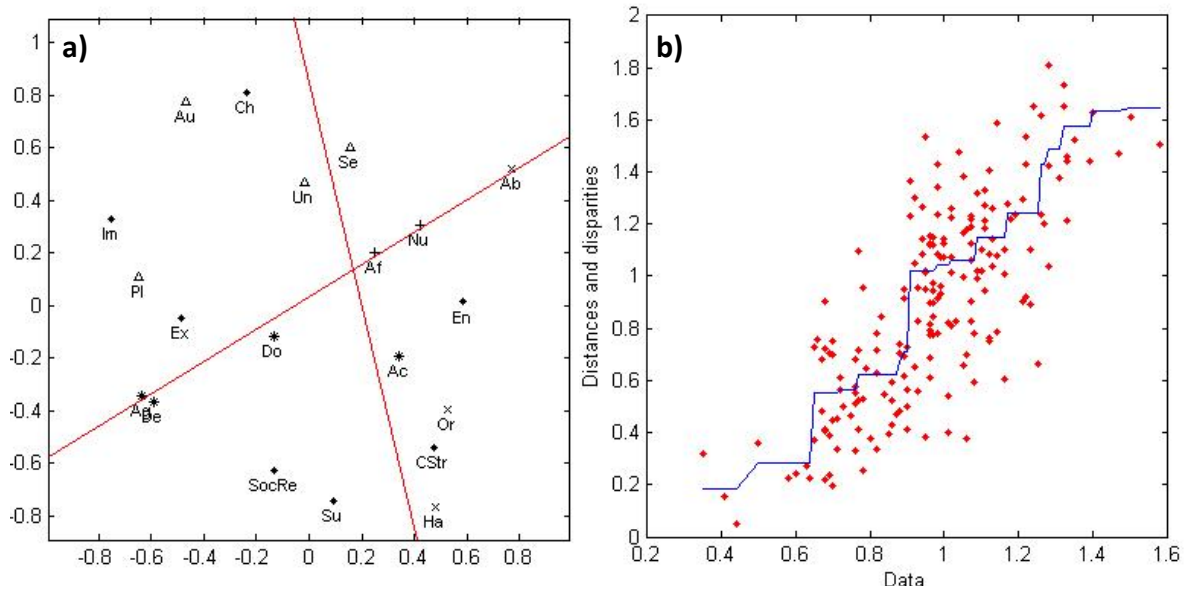 a)
1
0.8
0.6
0.4
0.2
0
-0.2
-0.4
-0.6
-0.8
-0.8 -0.6 -0.4 -0.2 0 0.2 0.4 0.6 0.8
Au
Ch
Se
Un
Ab
Im
Nu
Af
Pl
En
Ex
Do
Ac
De
Or
CStr
SocRe
Su
Ha
b)
Distances and disparities
2
1.8
1.6
1.4
1.2
1
0.8
0.6
0.4
0.2
0
0.2 0.4 0.6 0.8 1 1.2 1.4 1.6
Data